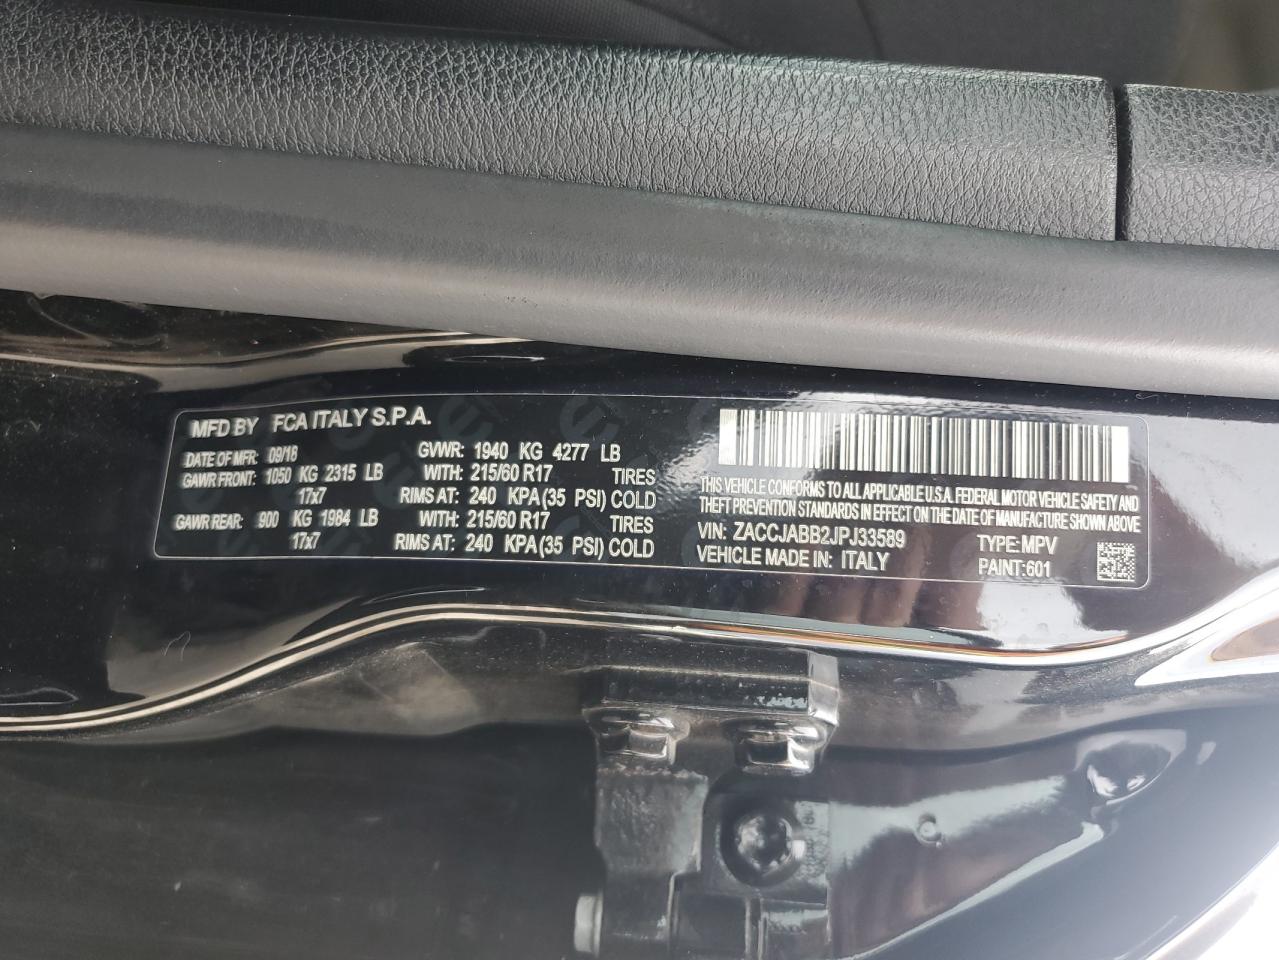 MFD BY FCA ITALY S.P.A.
DATE OF MFR: 09/18 GVWR: 1940 KG 4277 LB
GAWR FRONT: 1050 KG 2315 LB WITH: 215/60 R17 TIRES
17x7 RIMS AT: 240 KPA(35 PSI) COLD
GAWR REAR: 900 KG 1984 LB WITH: 215/60 R17 TIRES
17x7 RIMS AT: 240 KPA(35 PSI) COLD
THIS VEHICLE CONFORMS TO ALL APPLICABLE U.S.A. FEDERAL MOTOR VEHICLE SAFETY AND
THEFT PREVENTION STANDARDS IN EFFECT ON THE DATE OF MANUFACTURE SHOWN ABOVE
VIN: ZACCJABB2JPJ33589 TYPE:MPV
VEHICLE MADE IN: ITALY PAINT:601